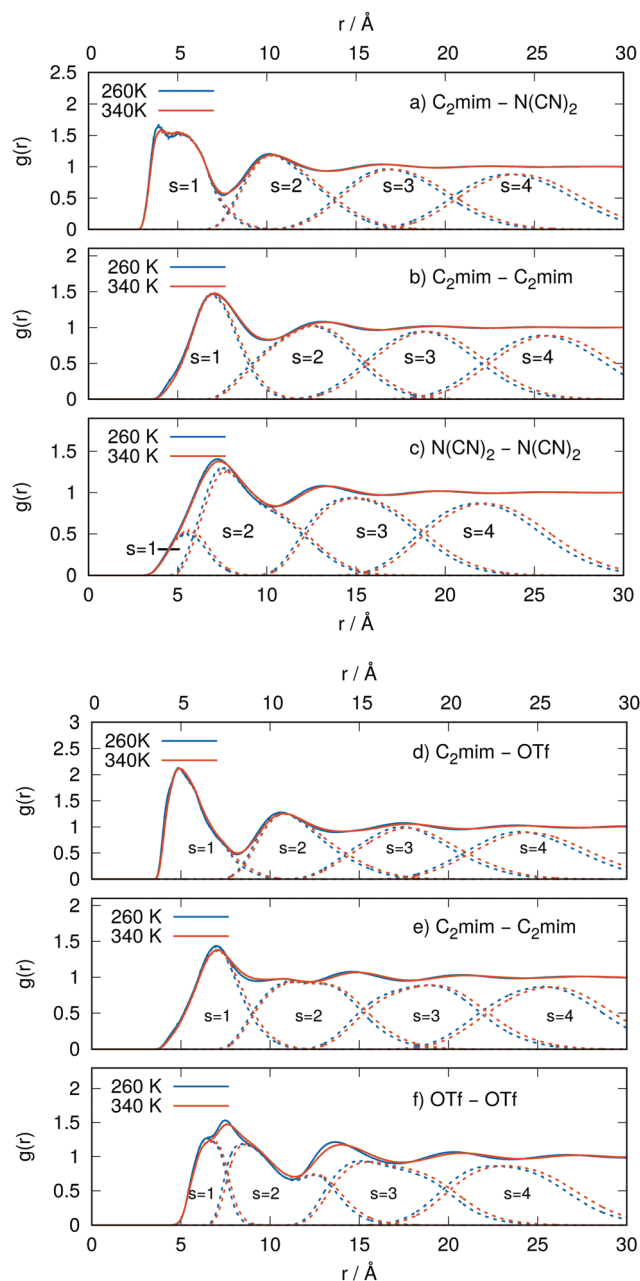 r / Å
0 5 10 15 20 25 30
2.5
2
1.5
1
0.5
0
g(r)
260K
340K
a) C₂mim – N(CN)₂
s=1 s=2 s=3 s=4
2
1.5
1
0.5
0
g(r)
260 K
340 K
b) C₂mim – C₂mim
s=1 s=2 s=3 s=4
1.5
1
0.5
0
g(r)
260 K
340 K
c) N(CN)₂ – N(CN)₂
s=1 s=2 s=3 s=4
0 5 10 15 20 25 30
r / Å
r / Å
0 5 10 15 20 25 30
3
2.5
2
1.5
1
0.5
0
g(r)
260K
340K
d) C₂mim – OTf
s=1 s=2 s=3 s=4
2
1.5
1
0.5
0
g(r)
260 K
340 K
e) C₂mim – C₂mim
s=1 s=2 s=3 s=4
2
1.5
1
0.5
0
g(r)
260 K
340 K
f) OTf – OTf
s=1 s=2 s=3 s=4
0 5 10 15 20 25 30
r / Å